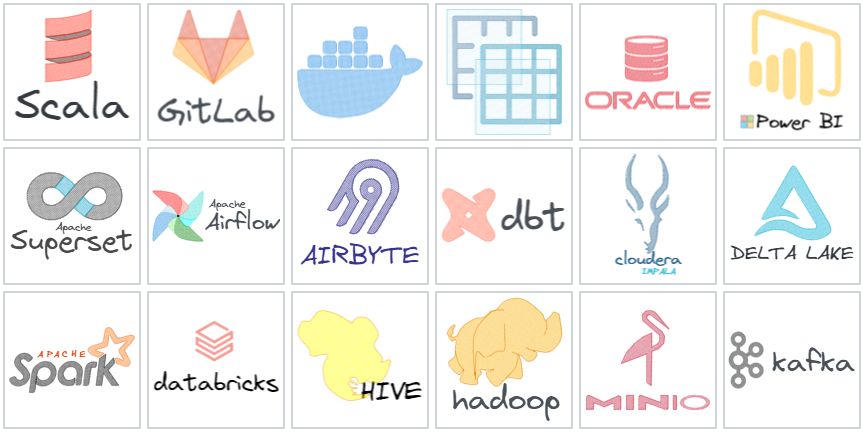 Scala
GitLab
ORACLE
Power BI
Apache
Superset
Apache
Airflow
AIRBYTE
dbt
cloudera
IMPALA
DELTA LAKE
APACHE
Spark
databricks
HIVE
hadoop
MINIO
kafka